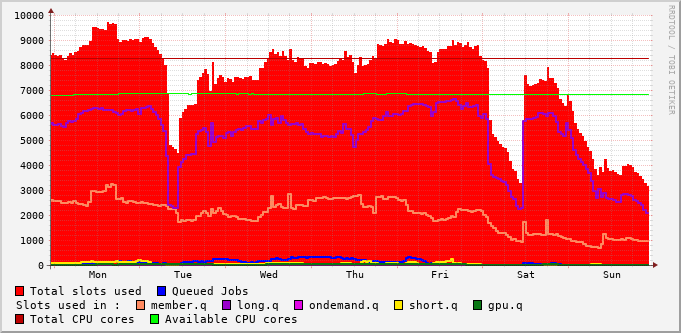 10000
9000
8000
7000
6000
5000
4000
3000
2000
1000
0
Mon Tue Wed Thu Fri Sat Sun
RRDTOOL / TOBI OETIKER
Total slots used Queued Jobs
Slots used in : member.q long.q ondemand.q short.q gpu.q
Total CPU cores Available CPU cores